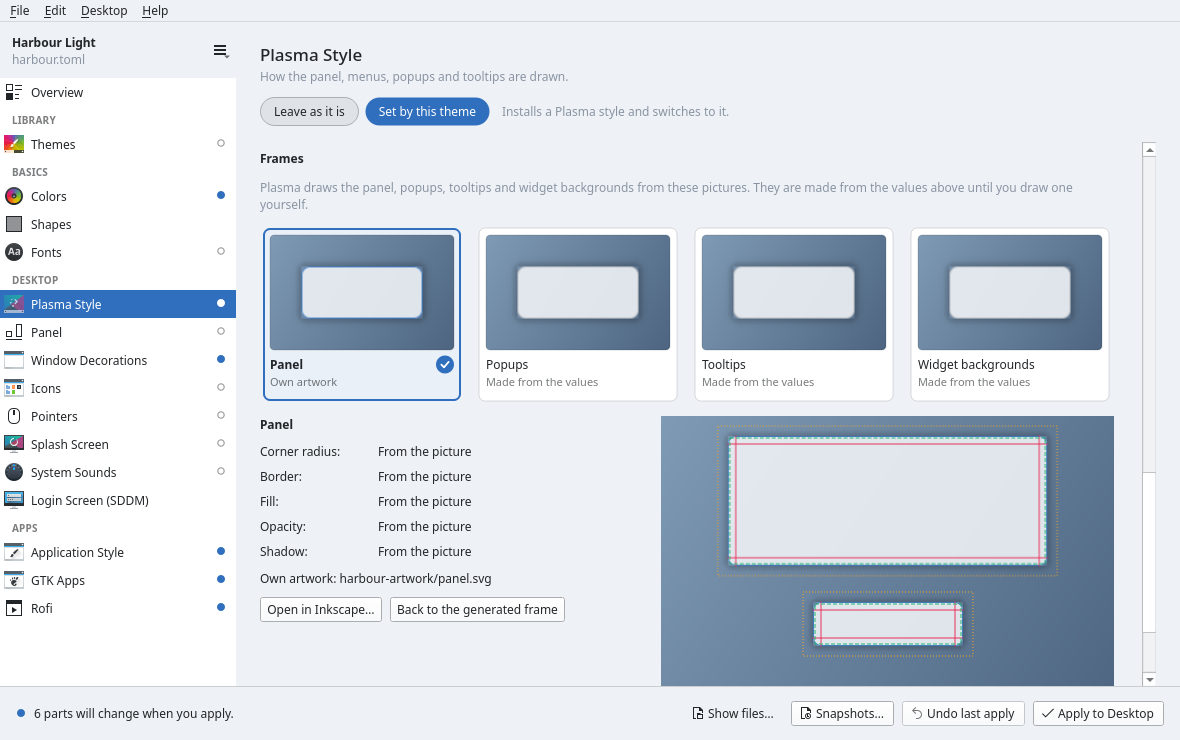 File Edit Desktop Help
Harbour Light
harbour.toml
Overview
LIBRARY
Themes
BASICS
Colors
Shapes
Aa Fonts
DESKTOP
Plasma Style
Panel
Window Decorations
Icons
Pointers
Splash Screen
System Sounds
Login Screen (SDDM)
APPS
Application Style
GTK Apps
Rofi
Plasma Style
How the panel, menus, popups and tooltips are drawn.
Leave as it is Set by this theme Installs a Plasma style and switches to it.
Frames
Plasma draws the panel, popups, tooltips and widget backgrounds from these pictures. They are made from the values above until you draw one
yourself.
Panel
Own artwork
Popups
Made from the values
Tooltips
Made from the values
Widget backgrounds
Made from the values
Panel
Corner radius: From the picture
Border: From the picture
Fill: From the picture
Opacity: From the picture
Shadow: From the picture
Own artwork: harbour-artwork/panel.svg
Open in Inkscape... Back to the generated frame
6 parts will change when you apply.
Show files... Snapshots... Undo last apply Apply to Desktop